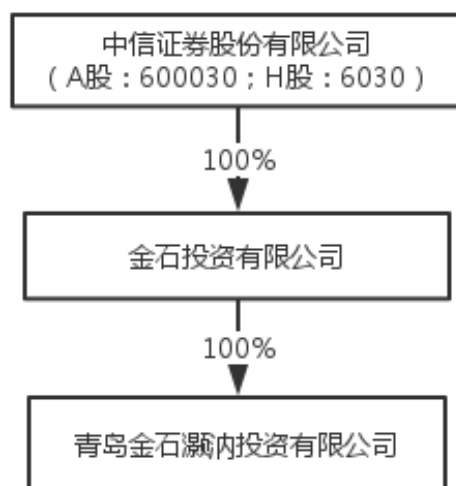 中信证券股份有限公司
（A股：600030；H股：6030）
100%
金石投资有限公司
100%
青岛金石灏汭投资有限公司